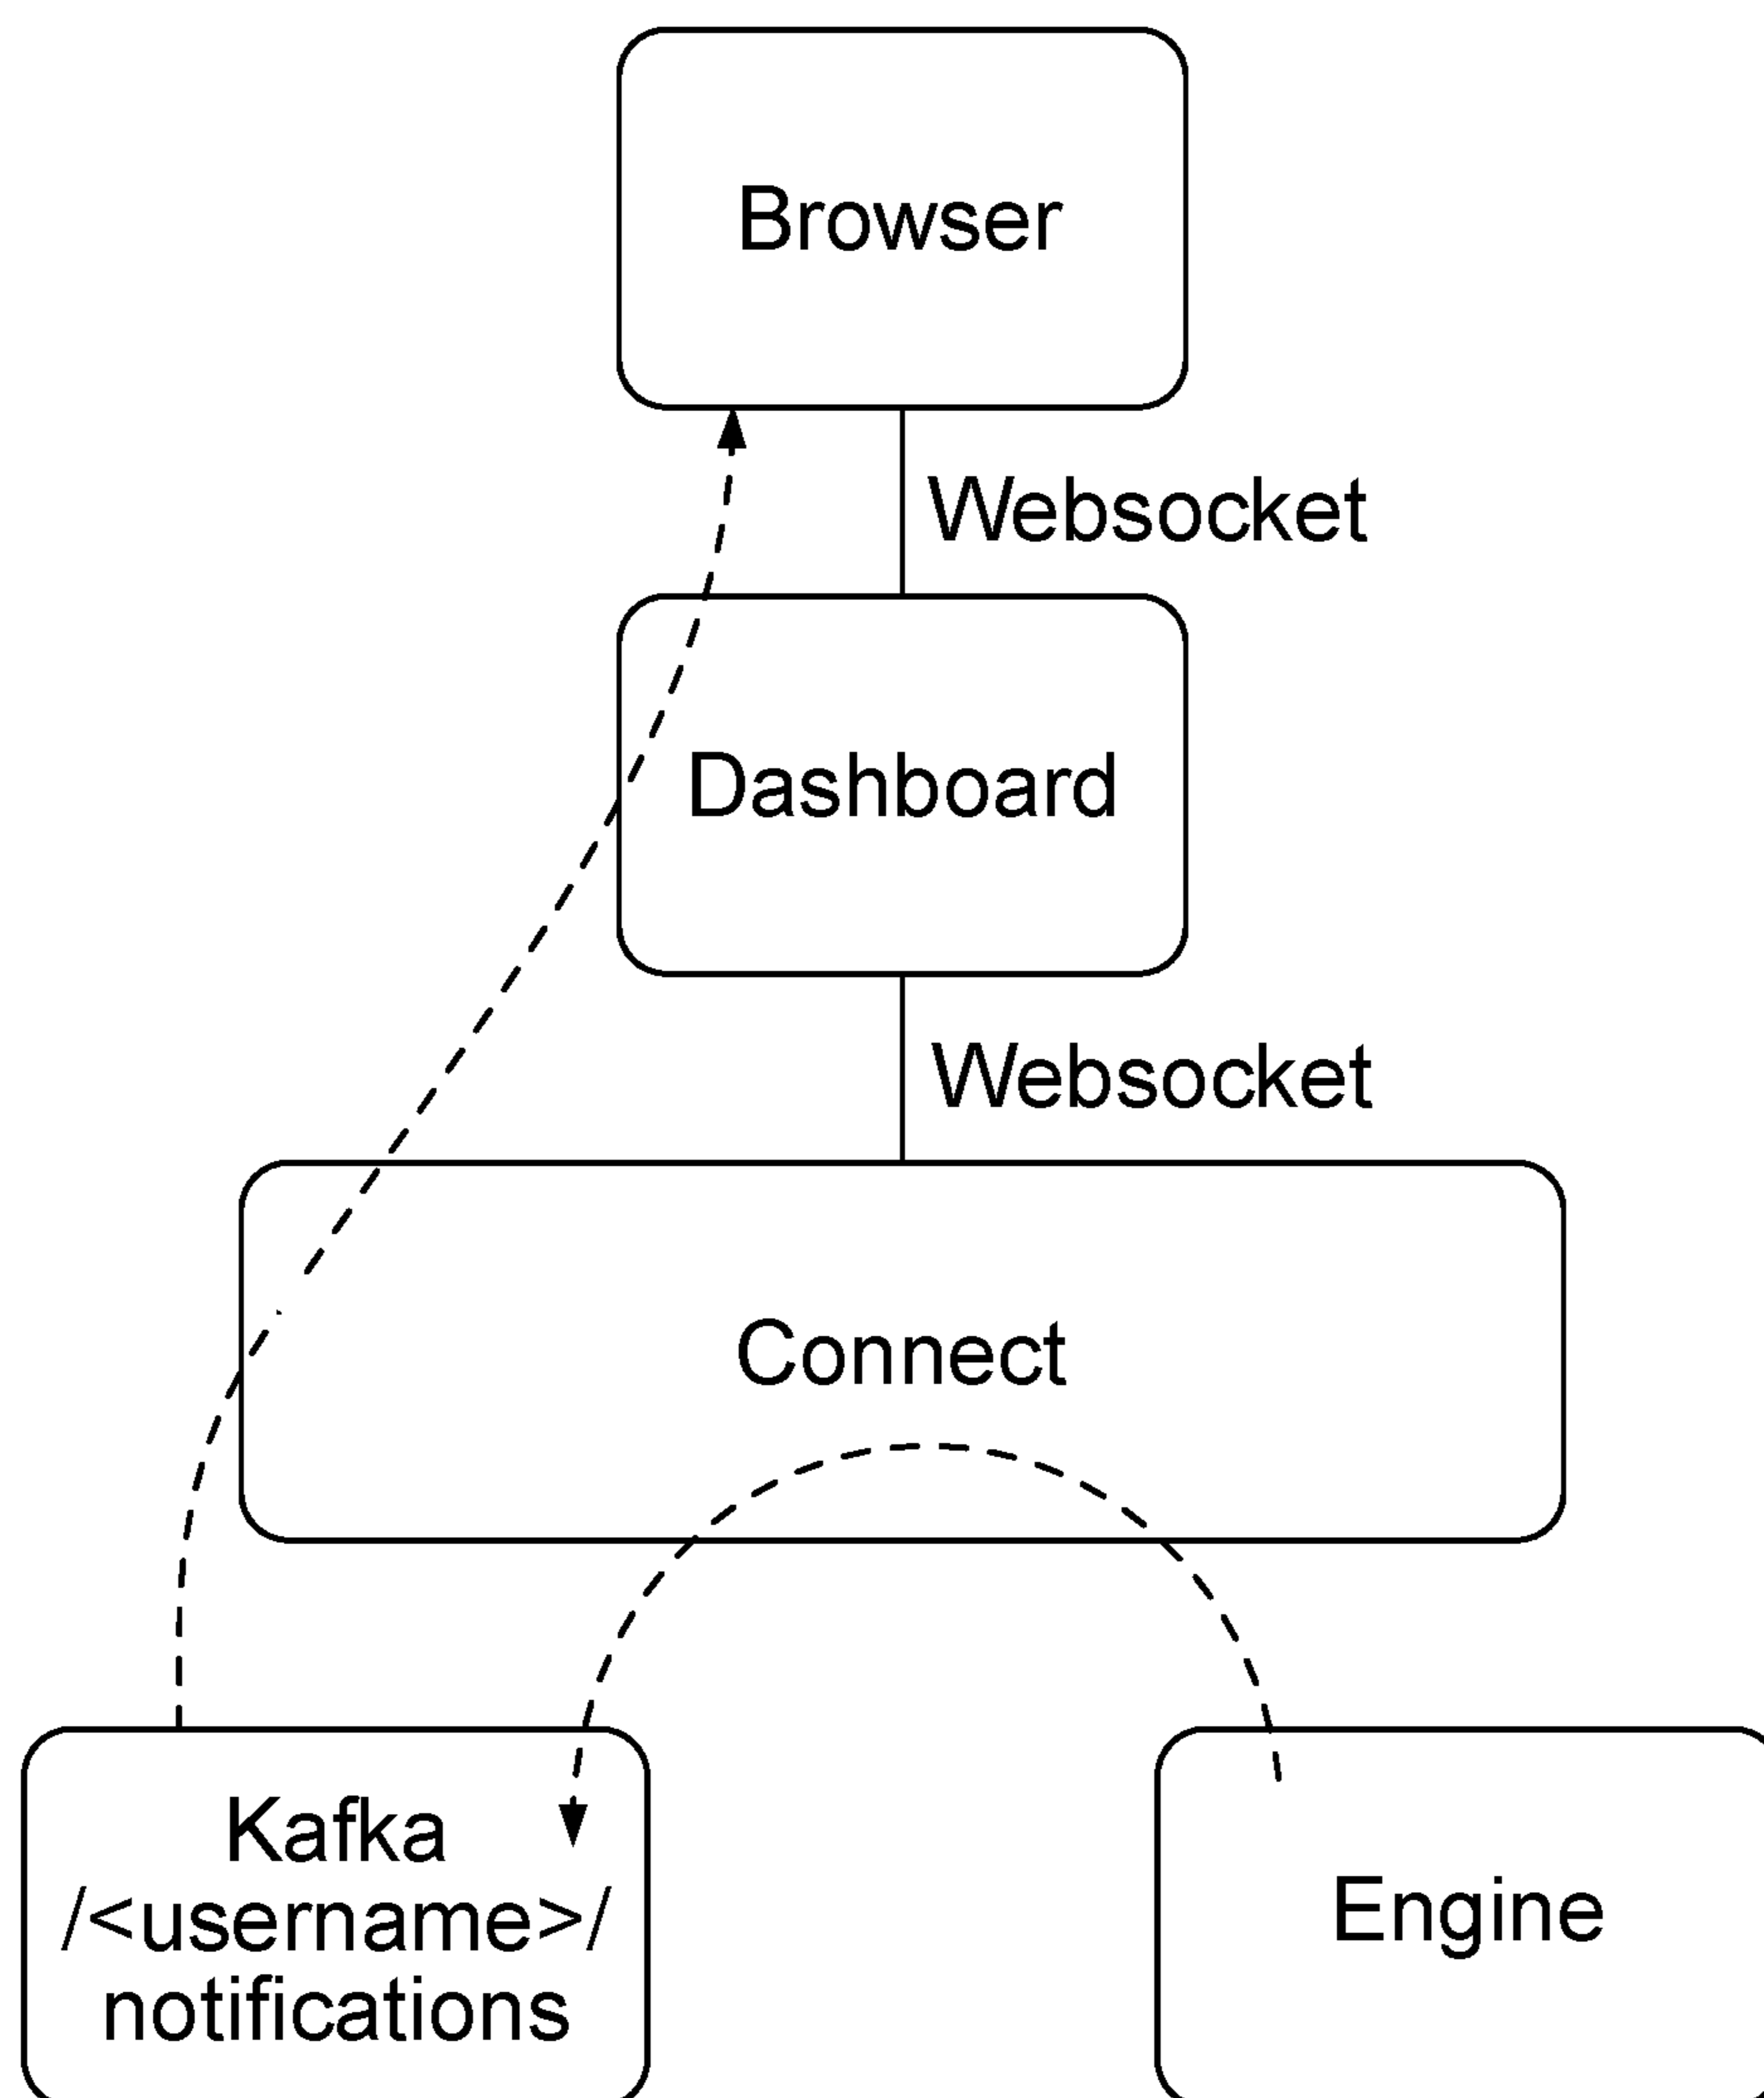 Browser
Websocket
Dashboard
Websocket
Connect
Kafka
/<username>/
notifications
Engine